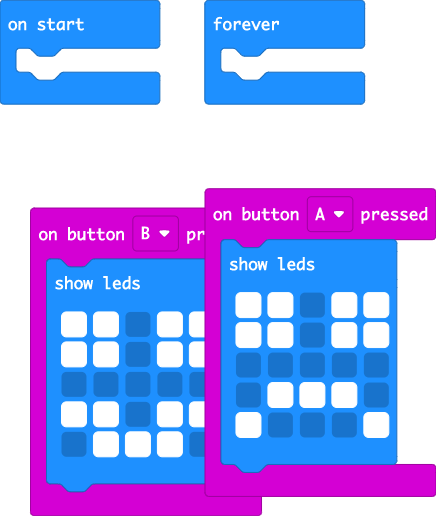 on start
forever
on button A pressed
show leds
on button B pr
show leds